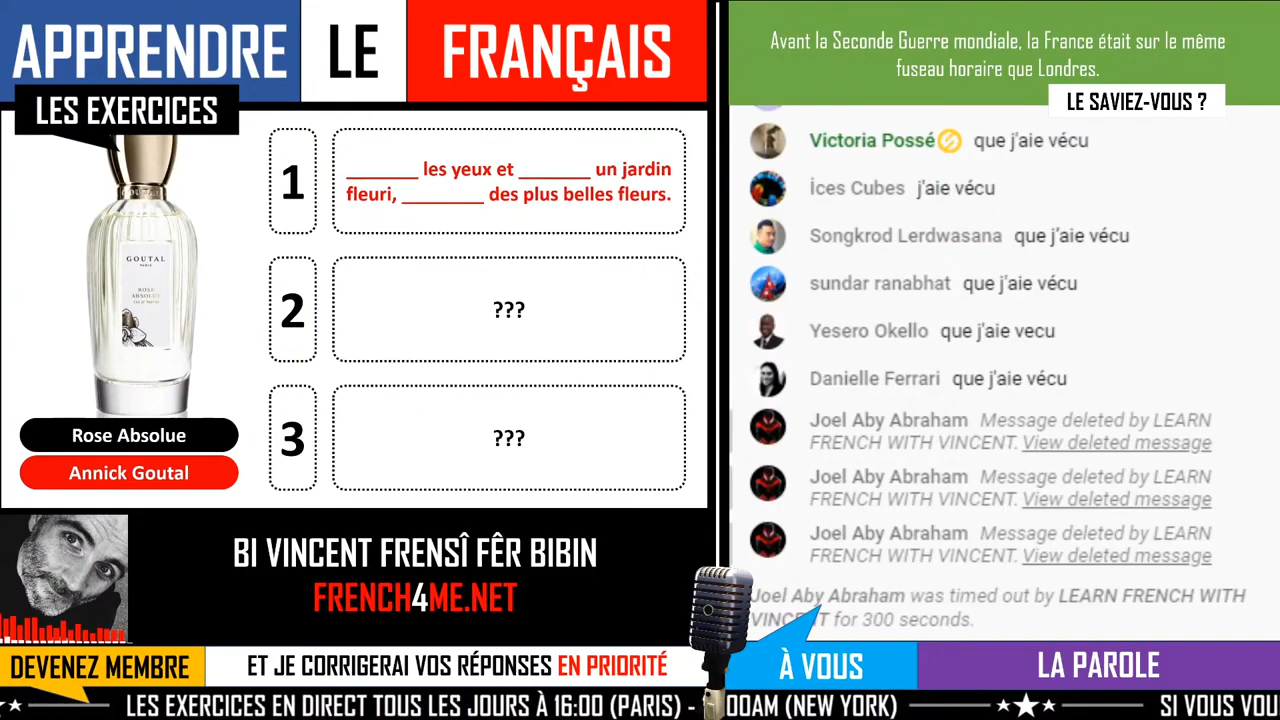 APPRENDRE LE FRANÇAIS
LES EXERCICES
GOUTAL
PARIS
ROSE
ABSOLUE
1
_______ les yeux et _______ un jardin
fleuri, ________ des plus belles fleurs.
2
???
3
???
Rose Absolue
Annick Goutal
BI VINCENT FRENSÎ FÊR BIBIN
FRENCH4ME.NET
DEVENEZ MEMBRE
ET JE CORRIGERAI VOS RÉPONSES EN PRIORITÉ
Avant la Seconde Guerre mondiale, la France était sur le même
fuseau horaire que Londres.
LE SAVIEZ-VOUS ?
Victoria Possé que j'aie vécu
İces Cubes j'aie vécu
Songkrod Lerdwasana que j'aie vécu
sundar ranabhat que j'aie vécu
Yesero Okello que j'aie vecu
Danielle Ferrari que j'aie vécu
Joel Aby Abraham Message deleted by LEARN
FRENCH WITH VINCENT. View deleted message
Joel Aby Abraham Message deleted by LEARN
FRENCH WITH VINCENT. View deleted message
Joel Aby Abraham Message deleted by LEARN
FRENCH WITH VINCENT. View deleted message
Joel Aby Abraham was timed out by LEARN FRENCH WITH
VINCENT for 300 seconds.
À VOUS
LA PAROLE
LES EXERCICES EN DIRECT TOUS LES JOURS À 16:00 (PARIS) - 00AM (NEW YORK)
SI VOUS VOU